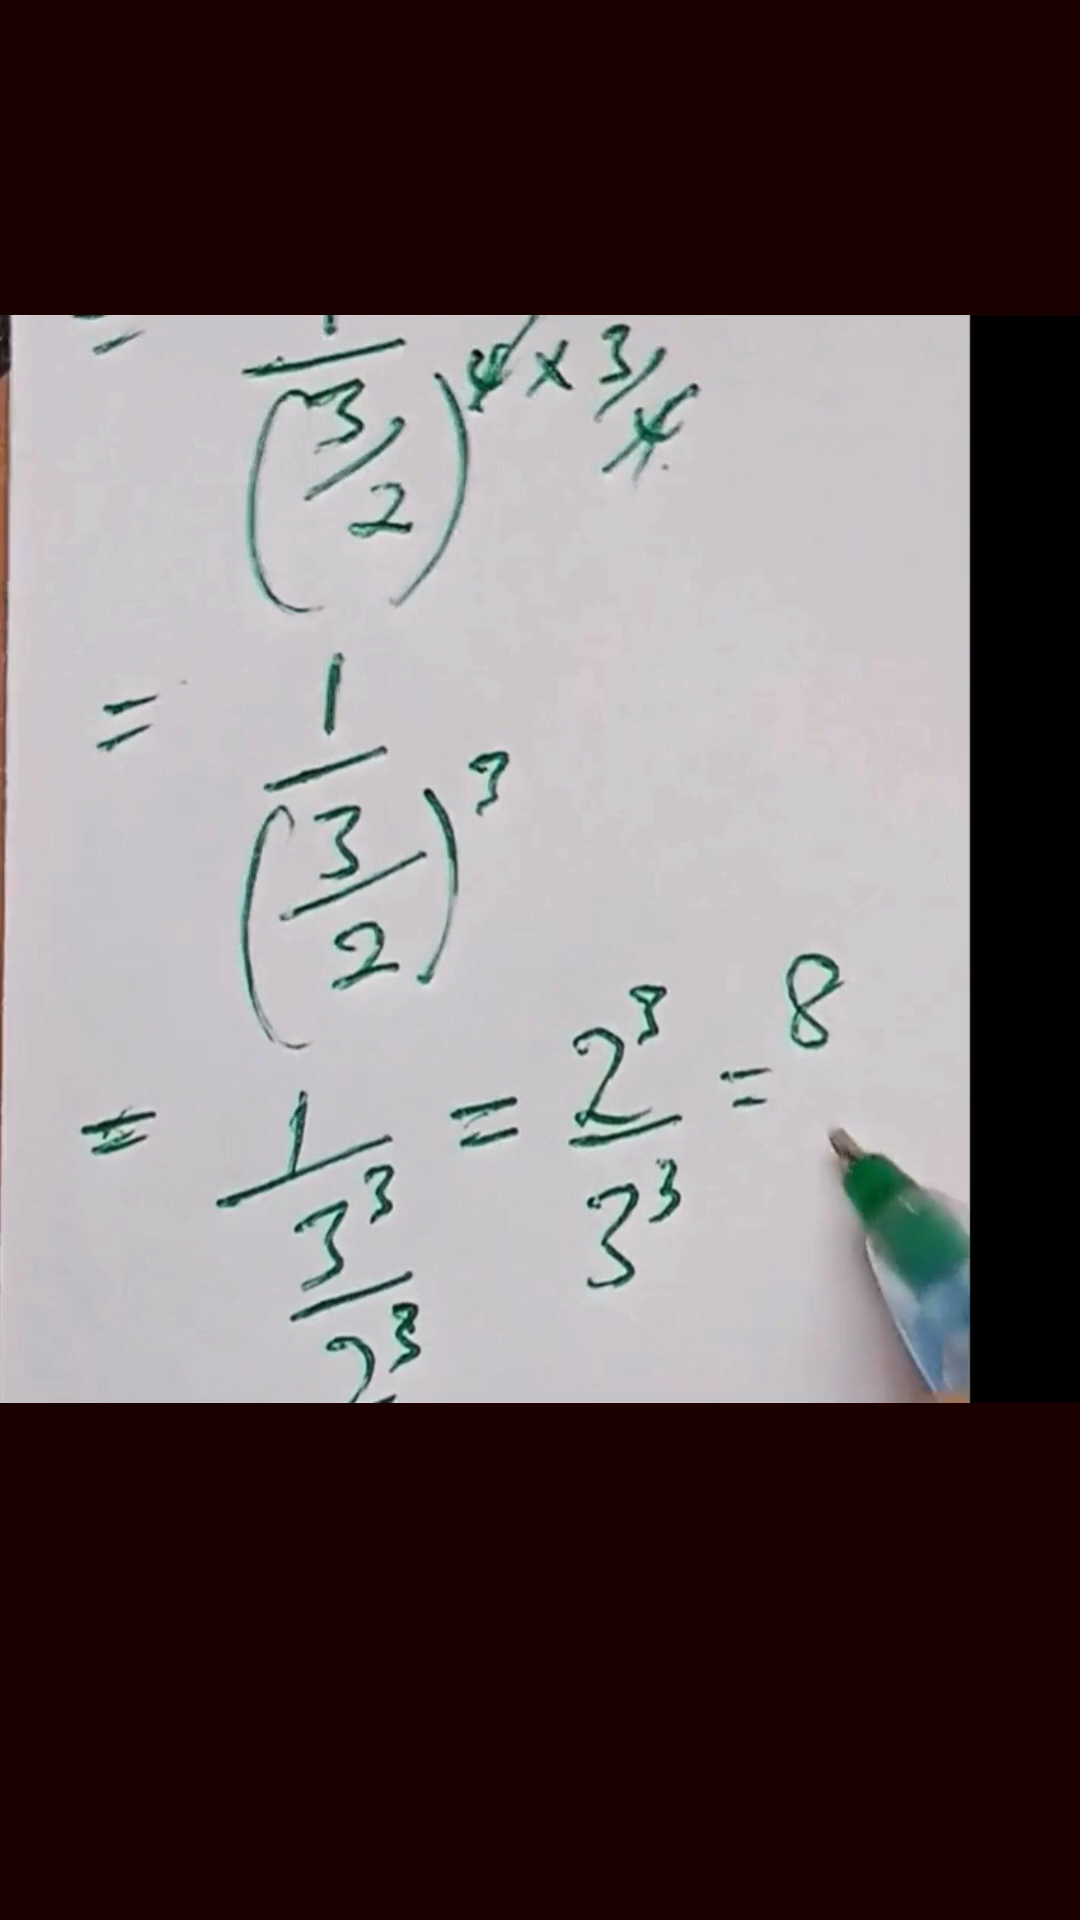 = 1/(3/2)^4×3/4
= 1/(3/2)^3
= 1/(3^3/2^3) = 2^3/3^3 = 8